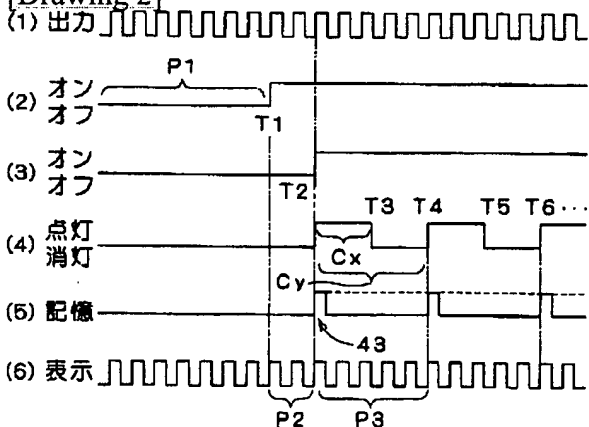 [Drawing 2]
(1) 出力
P1
(2) オン
オフ
T1
(3) オン
オフ
T2
T3 T4 T5 T6...
(4) 点灯
消灯
Cx
Cy
(5) 記憶
43
(6) 表示
P2 P3